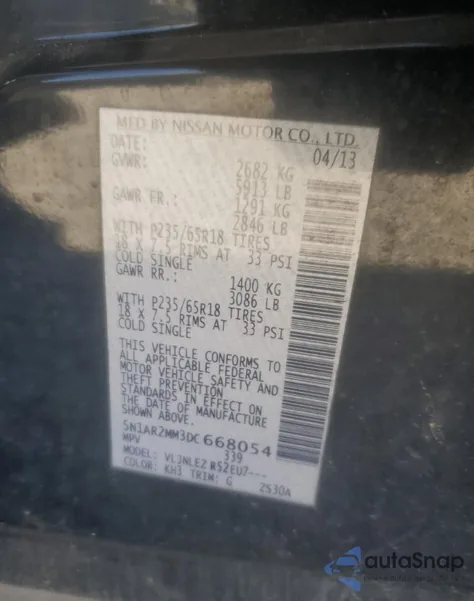 MFD BY NISSAN MOTOR CO., LTD.
DATE: 04/13
GVWR: 2682 KG
5913 LB
GAWR FR.: 1291 KG
2846 LB
WITH P235/65R18 TIRES
18 X 7.5 RIMS AT 33 PSI
COLD SINGLE
GAWR RR.: 1400 KG
3086 LB
WITH P235/65R18 TIRES
18 X 7.5 RIMS AT 33 PSI
COLD SINGLE
THIS VEHICLE CONFORMS TO
ALL APPLICABLE FEDERAL
MOTOR VEHICLE SAFETY AND
THEFT PREVENTION
STANDARDS IN EFFECT ON
THE DATE OF MANUFACTURE
SHOWN ABOVE.
5N1AR2MM3DC668054
MPV 339
MODEL: VLJNLEZ R52EU7---
COLOR: KH3 TRIM: G 2S30A
autoSnap